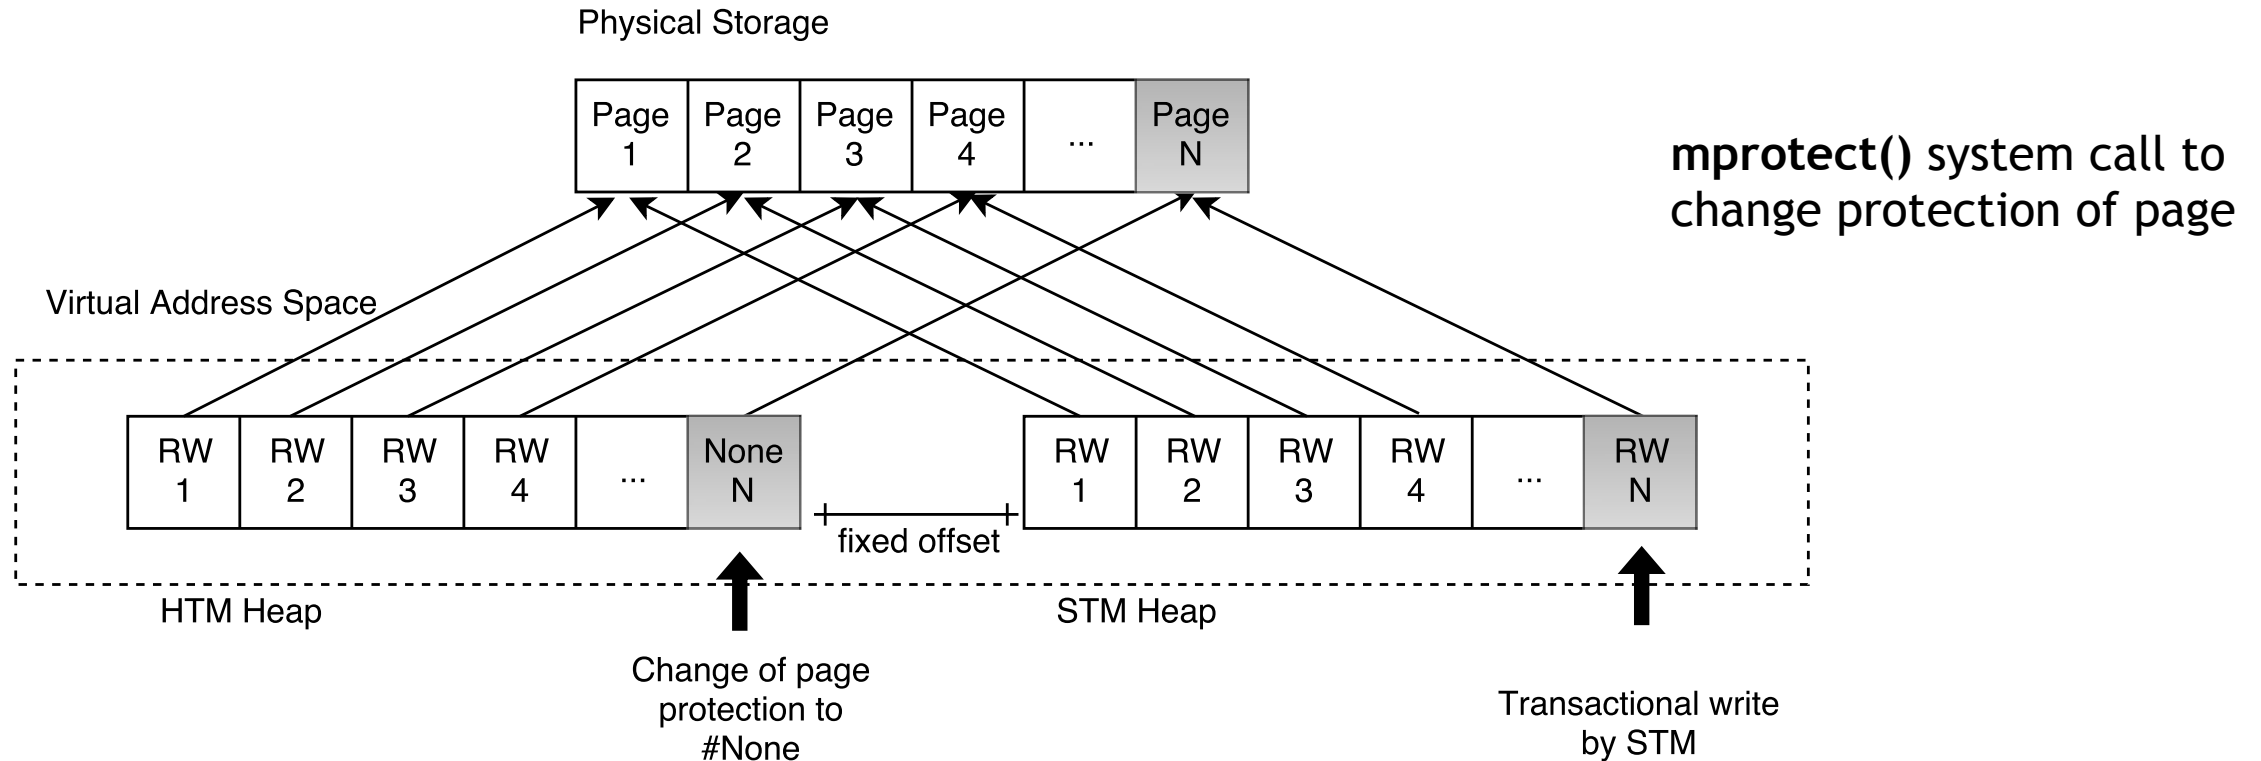 Physical Storage
Page 1
Page 2
Page 3
Page 4
...
Page N
mprotect() system call to
change protection of page
Virtual Address Space
RW 1
RW 2
RW 3
RW 4
...
None N
fixed offset
RW 1
RW 2
RW 3
RW 4
...
RW N
HTM Heap
STM Heap
Change of page
protection to
#None
Transactional write
by STM